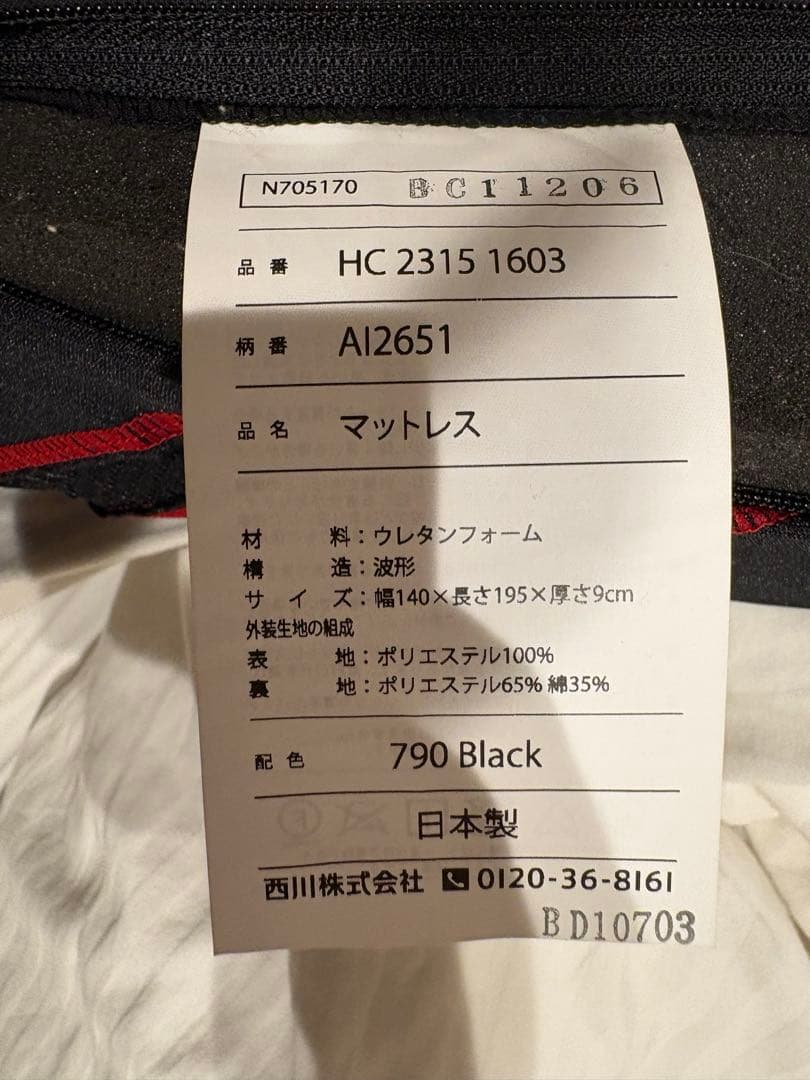 N705170 BC11206
品番 HC 2315 1603
柄番 AI2651
品名 マットレス
材料：ウレタンフォーム
構造：波形
サイズ：幅140×長さ195×厚さ9cm
外装生地の組成
表地：ポリエステル100%
裏地：ポリエステル65% 綿35%
配色 790 Black
日本製
西川株式会社 0120-36-8161
BD10703